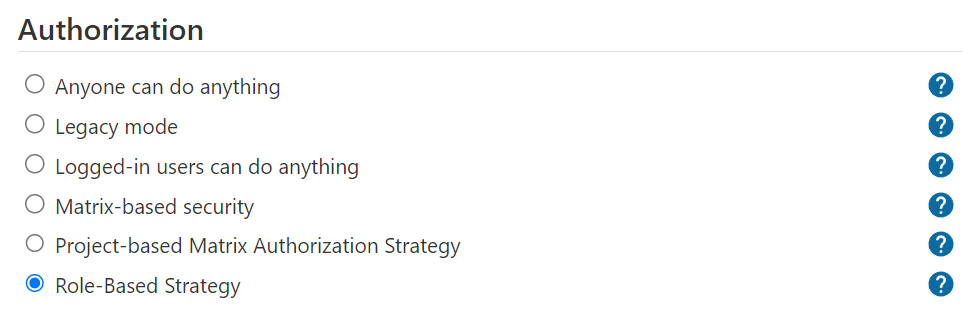 Authorization
Anyone can do anything ?
Legacy mode ?
Logged-in users can do anything ?
Matrix-based security ?
Project-based Matrix Authorization Strategy ?
Role-Based Strategy ?